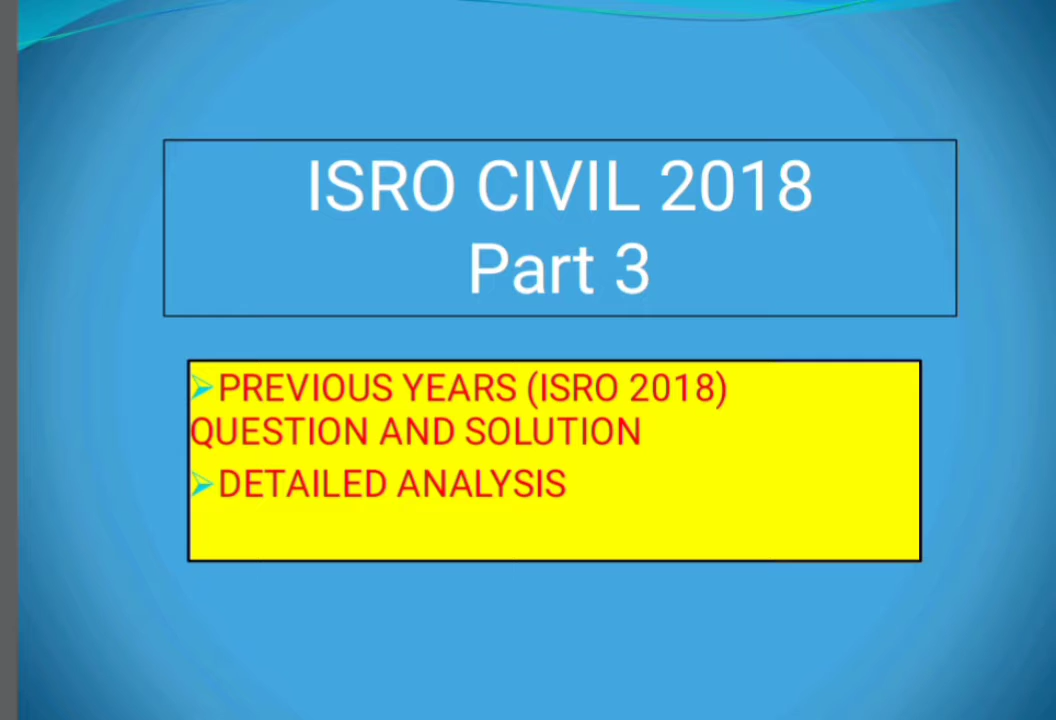 ISRO CIVIL 2018
Part 3
➢PREVIOUS YEARS (ISRO 2018)
QUESTION AND SOLUTION
➢DETAILED ANALYSIS